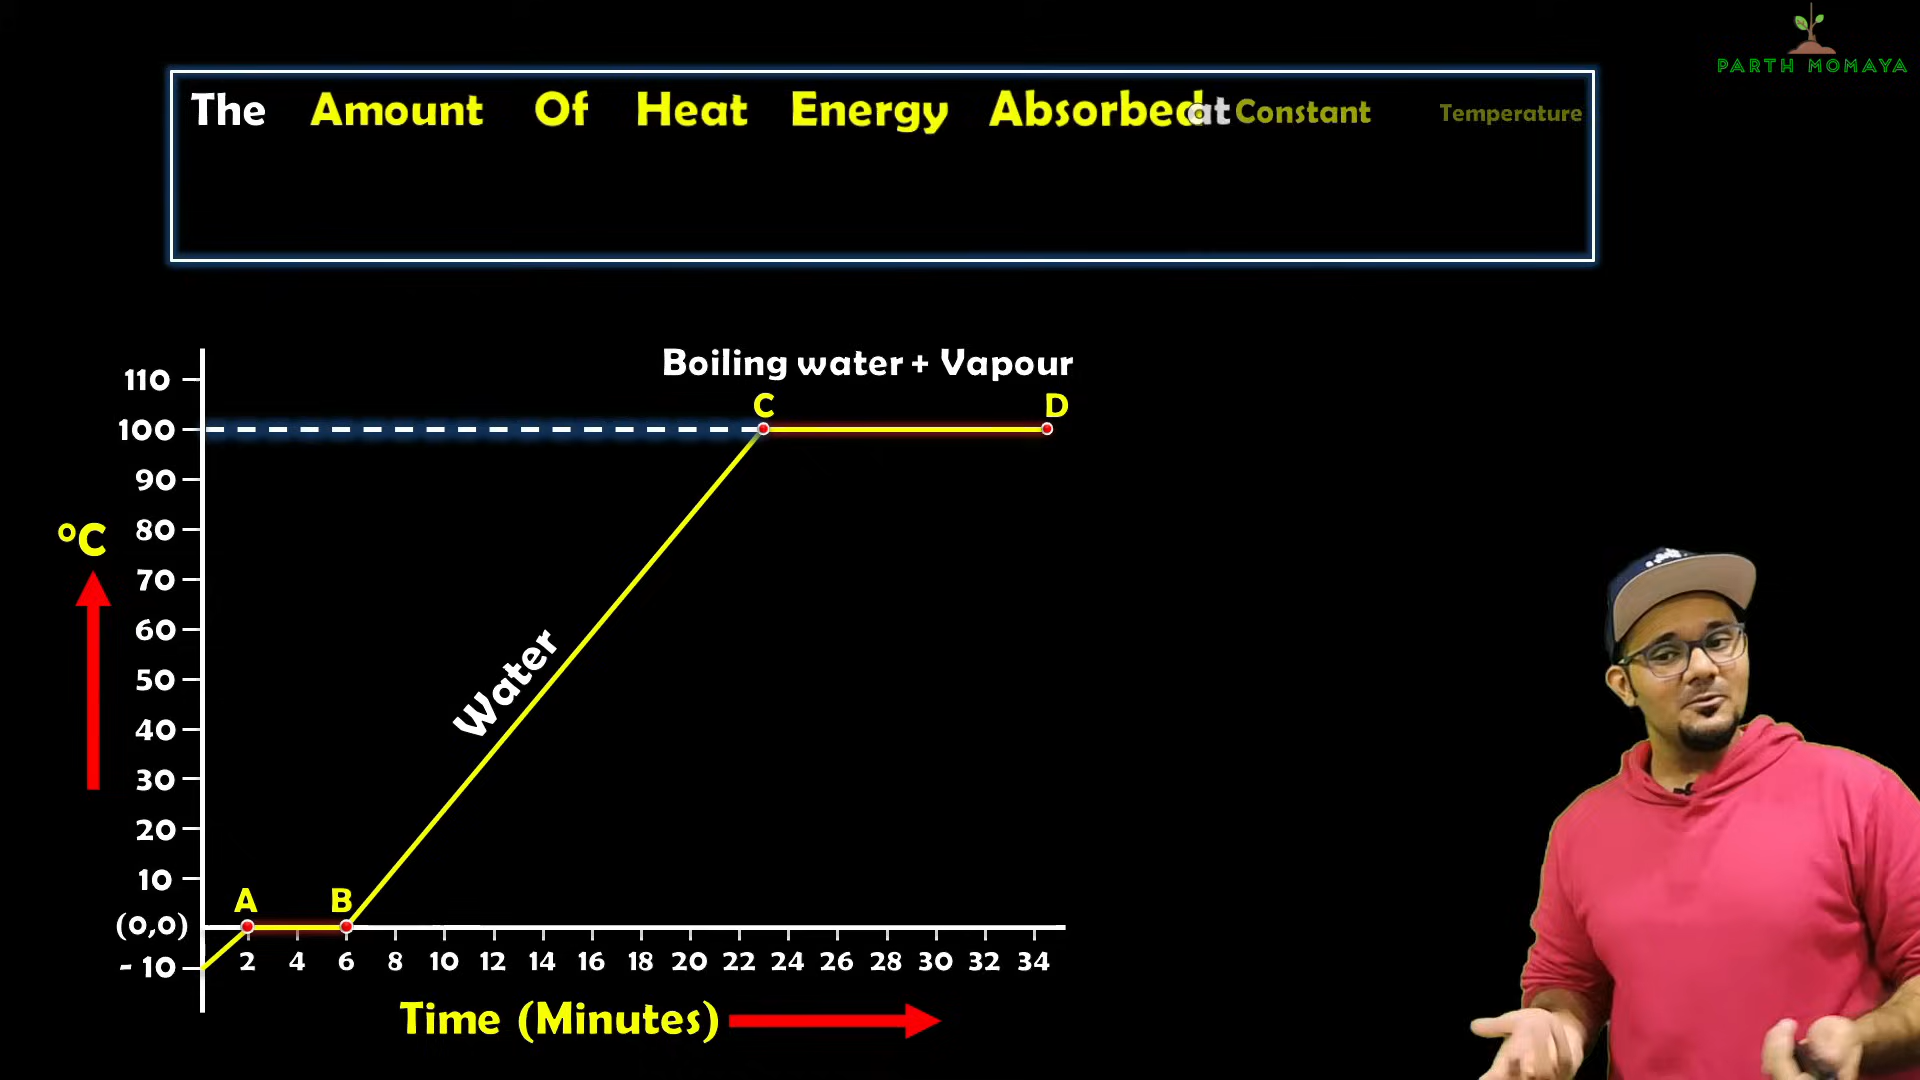 PARTH MOMAYA
The Amount Of Heat Energy Absorbed at Constant Temperature
Boiling water + Vapour
C
D
110
100
90
80
70
60
50
40
30
20
10
(0,0)
- 10
°C
Water
A
B
2 4 6 8 10 12 14 16 18 20 22 24 26 28 30 32 34
Time (Minutes)